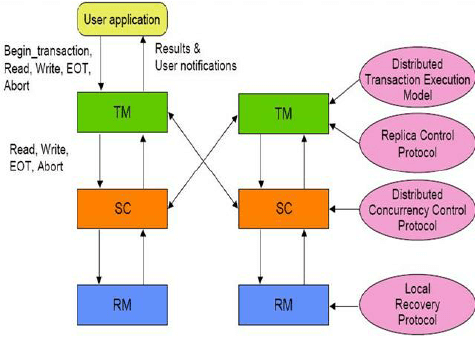 User application
Begin_transaction,
Read, Write, EOT,
Abort
Results &
User notifications
Distributed
Transaction Execution
Model
TM
TM
Replica Control
Protocol
Read, Write,
EOT, Abort
SC
SC
Distributed
Concurrency Control
Protocol
RM
RM
Local
Recovery
Protocol